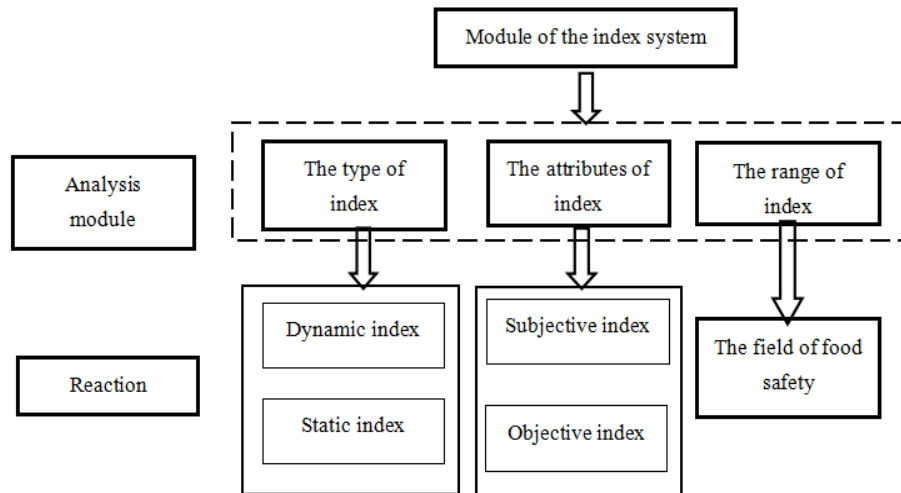 Module of the index system
Analysis
module
The type of
index
The attributes of
index
The range of
index
Reaction
Dynamic index
Static index
Subjective index
Objective index
The field of food
safety